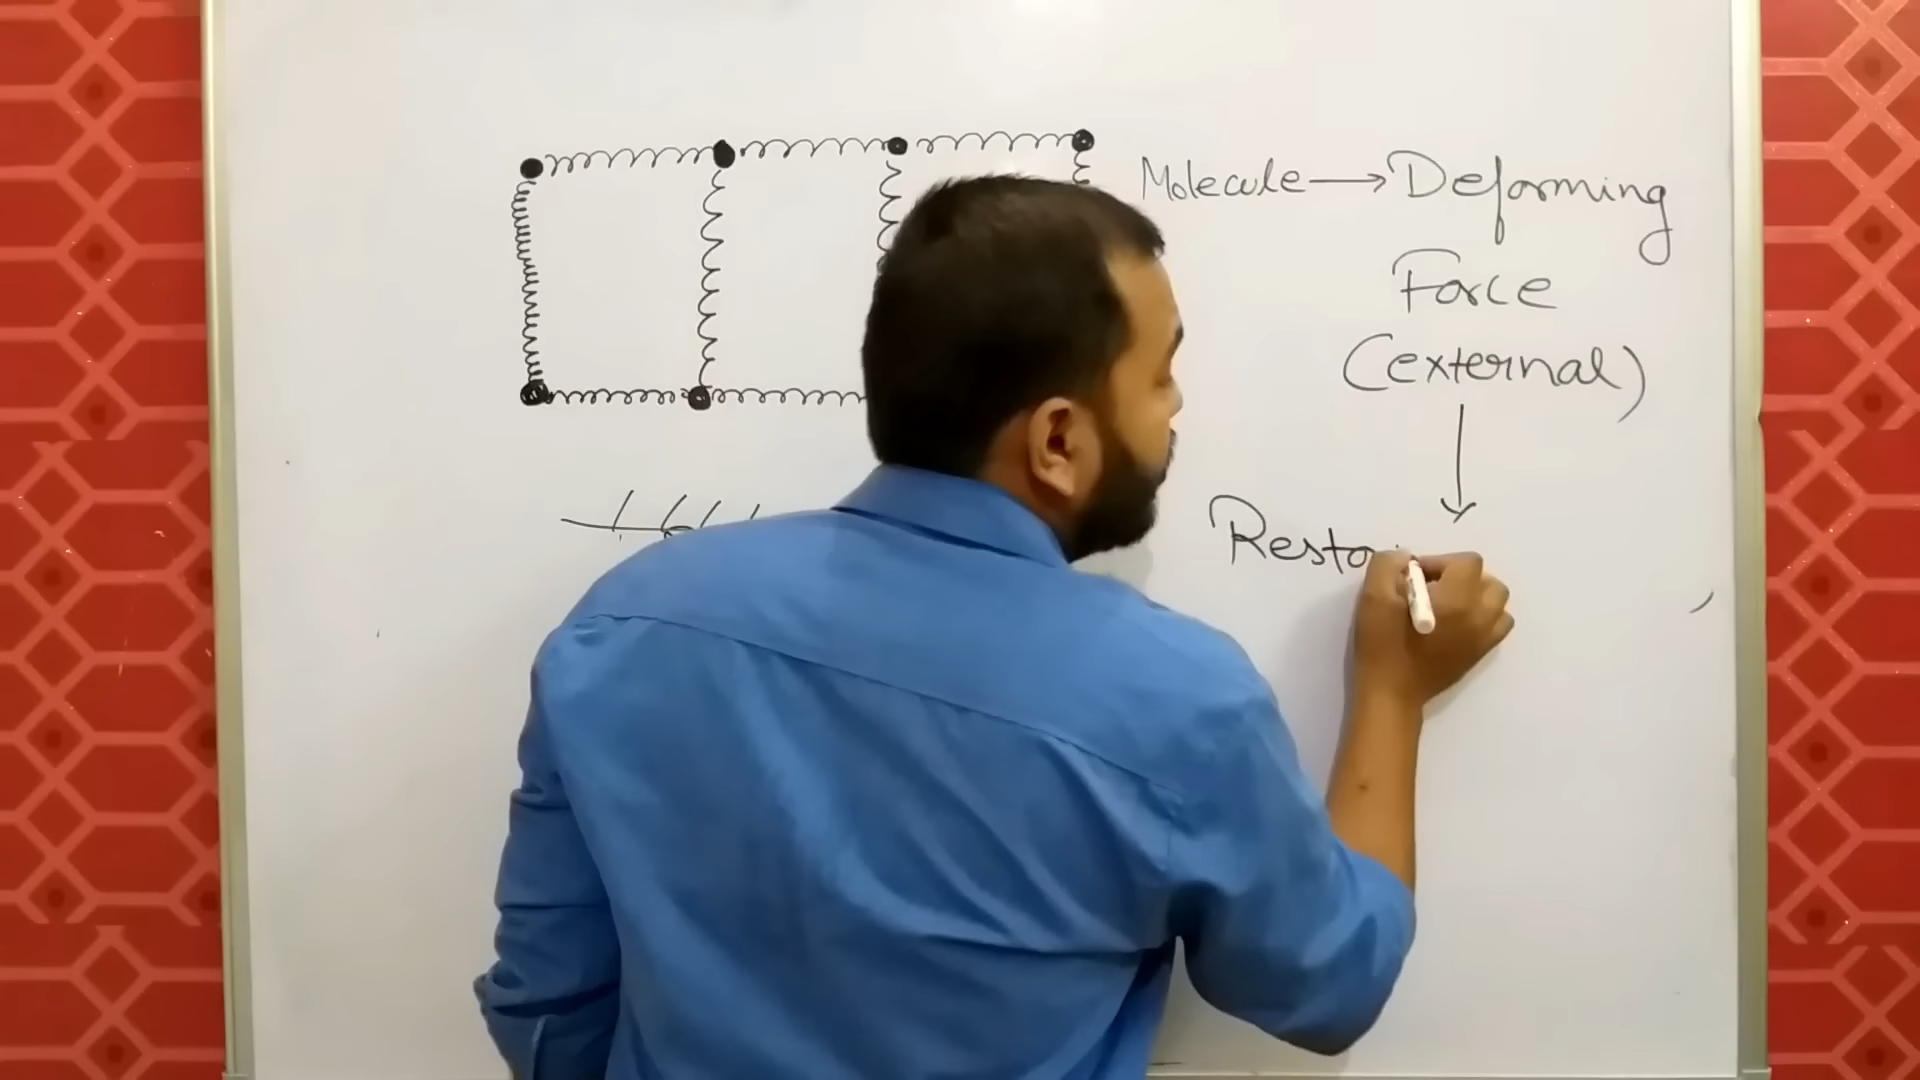 Molecule → Deforming
Force
(external)
↓
Resto